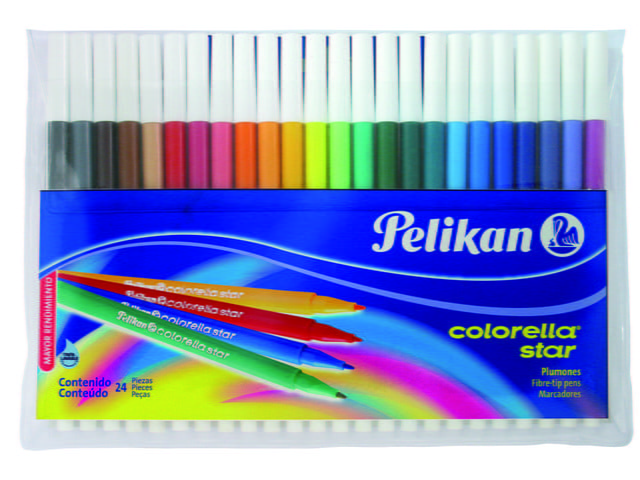 Pelikan
colorella®
star
Plumones
Fibre-tip pens
Marcadores
MAYOR RENDIMIENTO
Pelikan colorella star
Pelikan colorella star
Pelikan colorella star
Pelikan colorella star
Contenido
Conteúdo
24
Piezas
Pieces
Peças